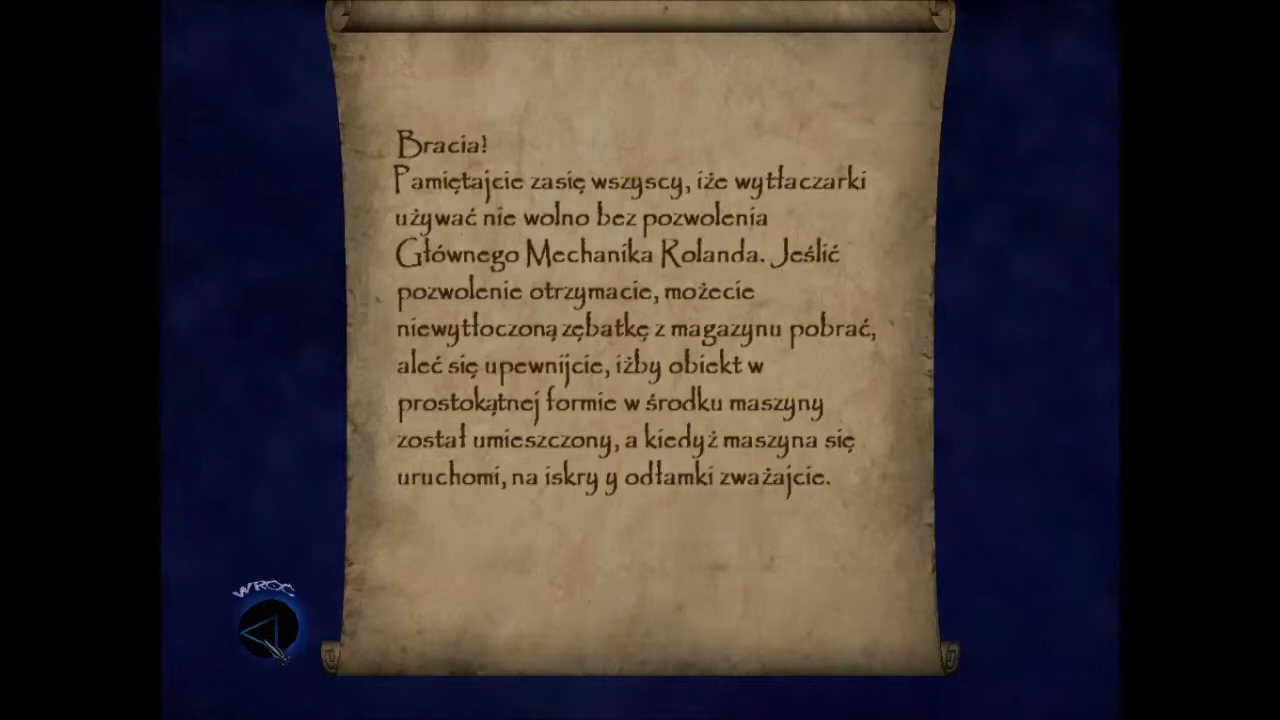 Bracia!
Pamiętajcie zasię wszyscy, iże wytłaczarki
używać nie wolno bez pozwolenia
Głównego Mechanika Rolanda. Jeślić
pozwolenie otrzymacie, możecie
niewytłoczoną zębatkę z magazynu pobrać,
aleć się upewnijcie, iżby obiekt w
prostokątnej formie w środku maszyny
został umieszczony, a kiedyż maszyna się
uruchomi, na iskry y odłamki zważajcie.
WROC